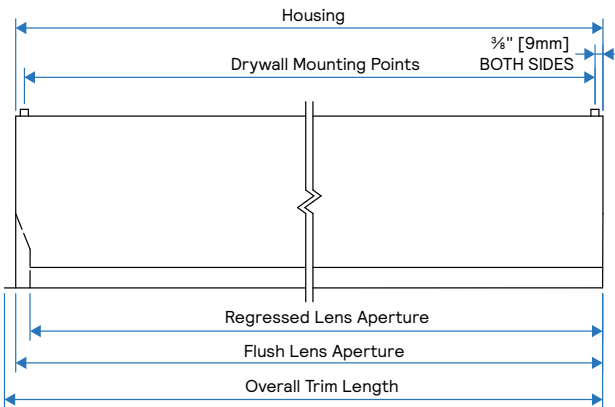 Housing
⅜" [9mm]
BOTH SIDES
Drywall Mounting Points
Regressed Lens Aperture
Flush Lens Aperture
Overall Trim Length